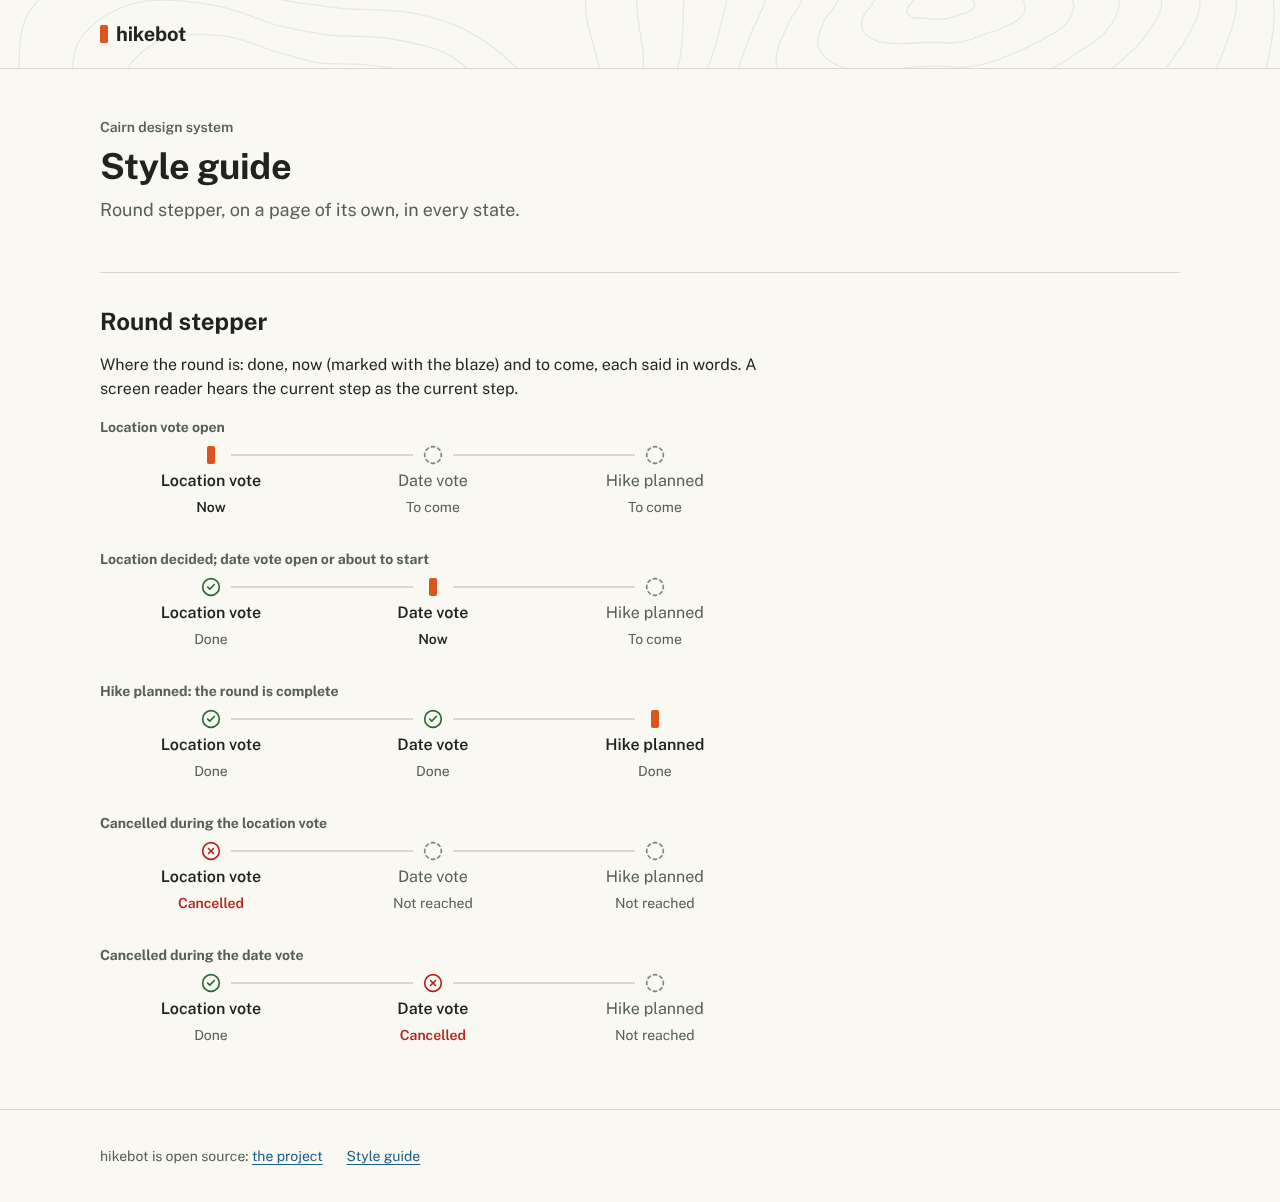 hikebot
Cairn design system
Style guide
Round stepper, on a page of its own, in every state.
Round stepper
Where the round is: done, now (marked with the blaze) and to come, each said in words. A
screen reader hears the current step as the current step.
Location vote open
Location vote Date vote Hike planned
Now To come To come
Location decided; date vote open or about to start
Location vote Date vote Hike planned
Done Now To come
Hike planned: the round is complete
Location vote Date vote Hike planned
Done Done Done
Cancelled during the location vote
Location vote Date vote Hike planned
Cancelled Not reached Not reached
Cancelled during the date vote
Location vote Date vote Hike planned
Done Cancelled Not reached
hikebot is open source: the project Style guide